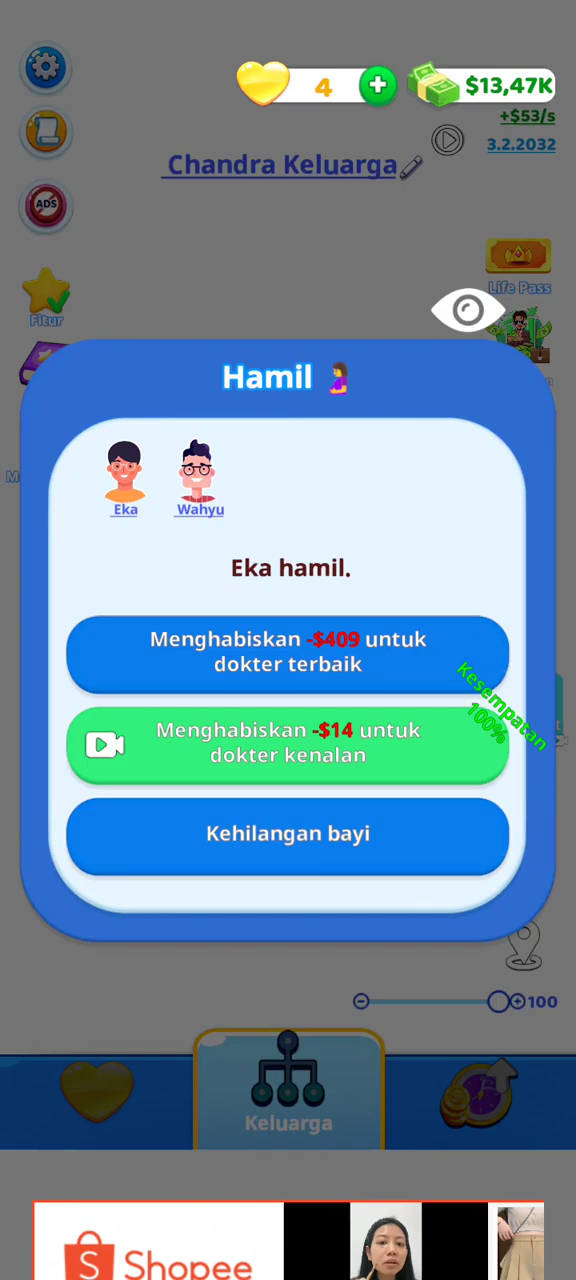 4
$13,47K
+$53/s
3.2.2032
Chandra Keluarga
ADS
Life Pass
Fitur
Hamil
Eka
Wahyu
Eka hamil.
Menghabiskan -$409 untuk
dokter terbaik
Kesempatan
100%
Menghabiskan -$14 untuk
dokter kenalan
Kehilangan bayi
100
Keluarga
S Shopee